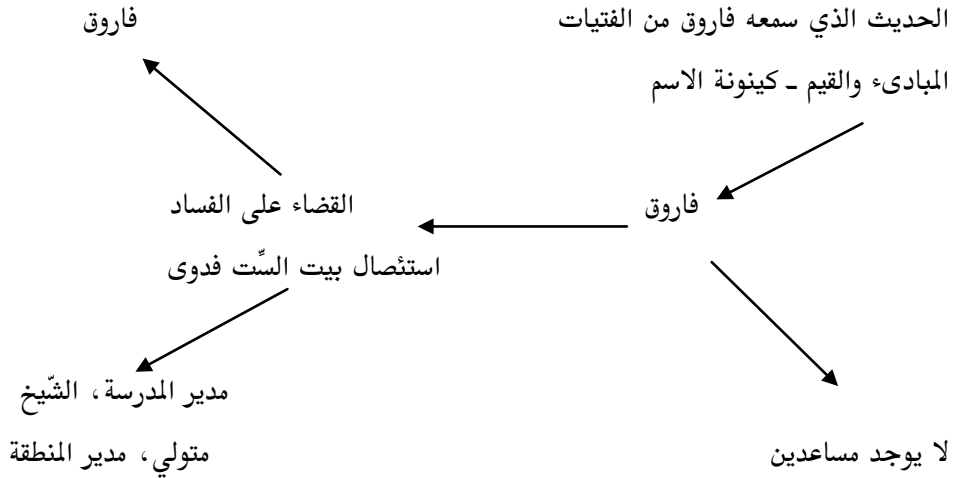 الحديث الذي سمعه فاروق من الفتيات
المبادىء والقيم ـ كينونة الاسم
فاروق
فاروق
القضاء على الفساد
استئصال بيت السِّت فدوى
لا يوجد مساعدين
مدير المدرسة، الشّيخ
متولي، مدير المنطقة